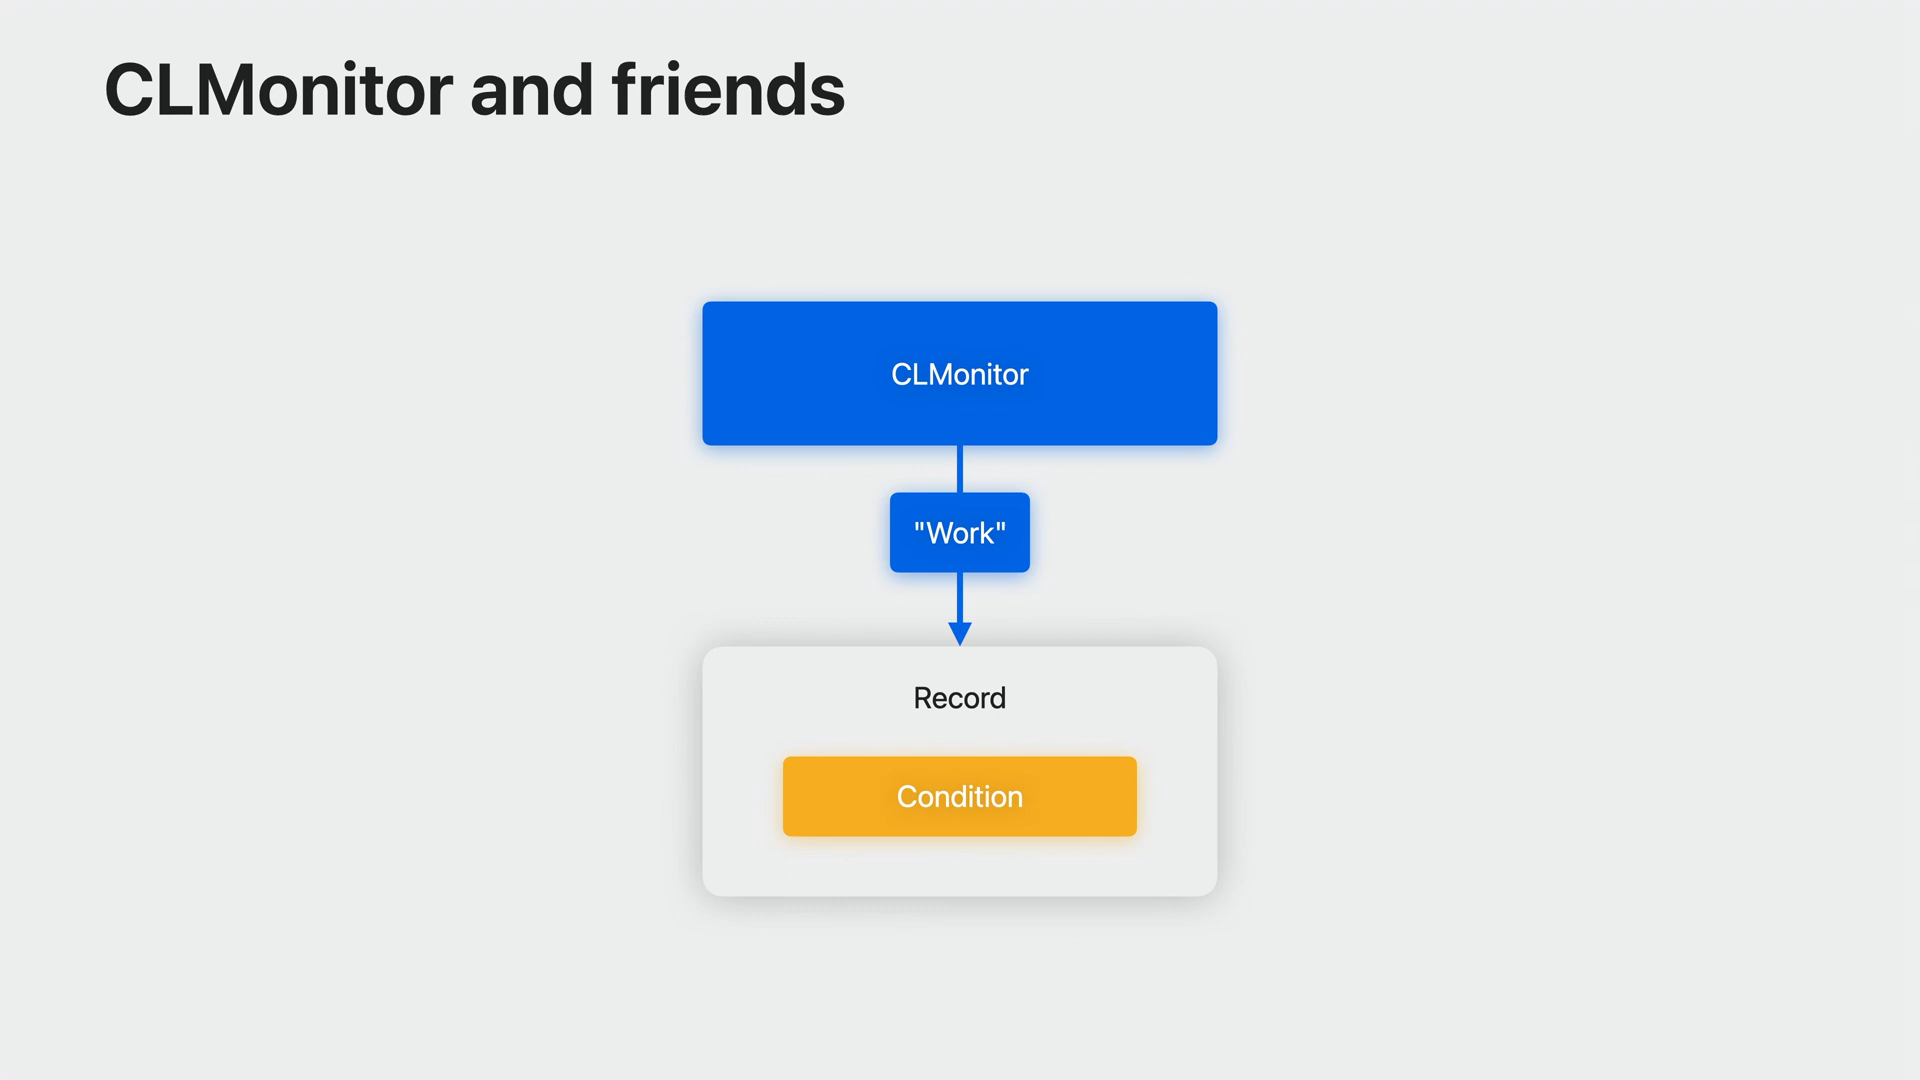 CLMonitor and friends
CLMonitor
"Work"
Record
Condition